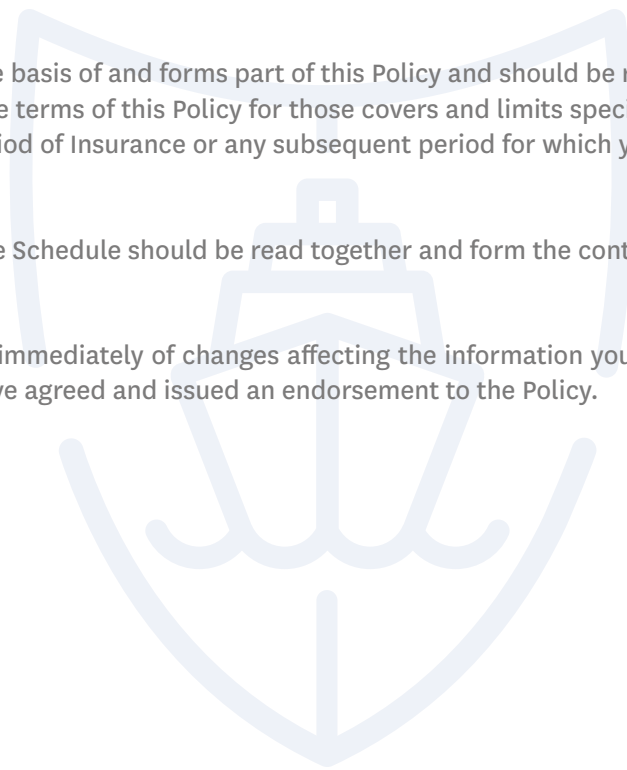 e basis of and forms part of this Policy and should be r
e terms of this Policy for those covers and limits speci
iod of Insurance or any subsequent period for which y
e Schedule should be read together and form the cont
immediately of changes affecting the information you
ve agreed and issued an endorsement to the Policy.